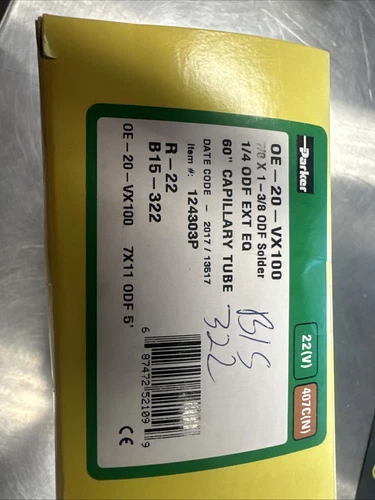 Parker
OE-20-VX100
7/8 X 1-3/8 ODF Solder
1/4 ODF EXT EQ
60" CAPILLARY TUBE
DATE CODE - 2017 / 13517
Item #: 124303P
R-22
B15-322
OE-20-VX100 7X11 ODF 5'
22(V)
407C(N)
B15
322
6 87472 52109 9
CE